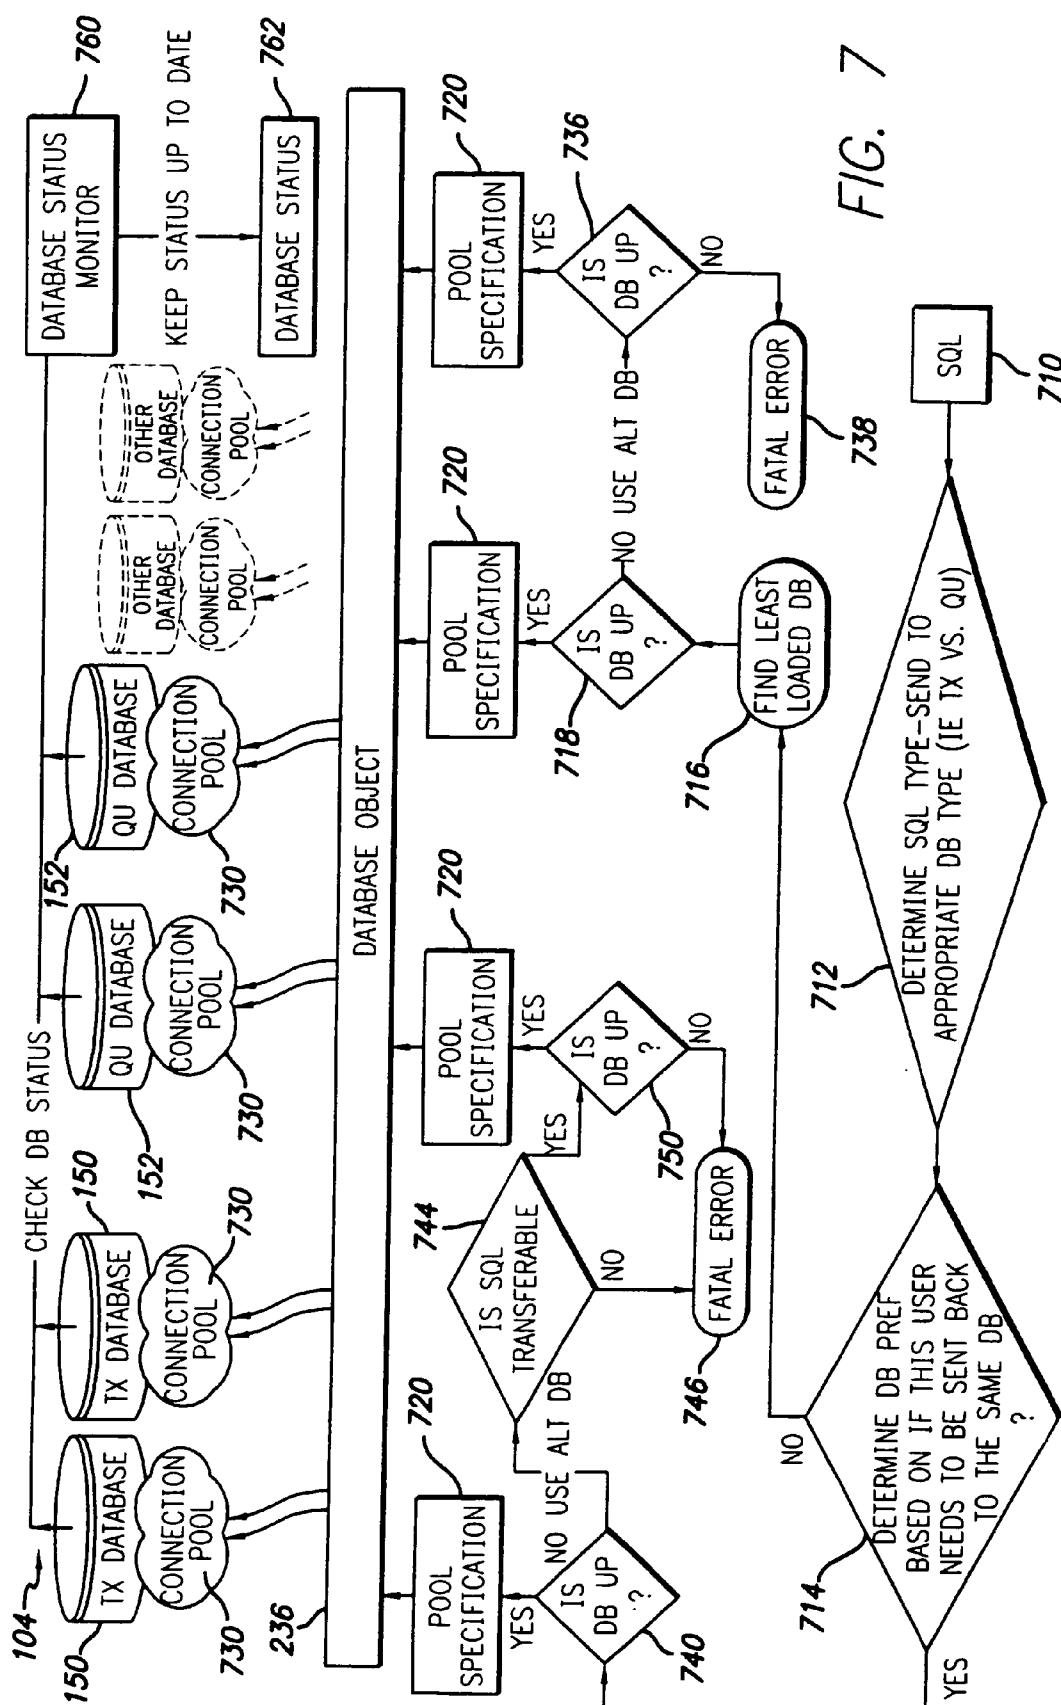 104
CHECK DB STATUS
150
TX DATABASE
CONNECTION
POOL
730
150
TX DATABASE
CONNECTION
POOL
730
152
QU DATABASE
CONNECTION
POOL
730
152
QU DATABASE
CONNECTION
POOL
730
OTHER
DATABASE
CONNECTION
POOL
OTHER
DATABASE
CONNECTION
POOL
DATABASE STATUS
MONITOR
760
KEEP STATUS UP TO DATE
DATABASE STATUS
762
236
DATABASE OBJECT
POOL
SPECIFICATION
720
YES
IS
DB UP
?
740
NO USE ALT DB
IS SQL
TRANSFERABLE
744
YES
NO
POOL
SPECIFICATION
720
YES
IS
DB UP
?
750
NO
FATAL ERROR
746
POOL
SPECIFICATION
720
YES
IS
DB UP
?
718
NO USE ALT DB
FIND LEAST
LOADED DB
716
POOL
SPECIFICATION
720
YES
IS
DB UP
?
736
NO
FATAL ERROR
738
714
DETERMINE DB PREF
BASED ON IF THIS USER
NEEDS TO BE SENT BACK
TO THE SAME DB
?
YES
NO
712
DETERMINE SQL TYPE-SEND TO
APPROPRIATE DB TYPE (IE TX VS. QU)
SQL
710
FIG. 7